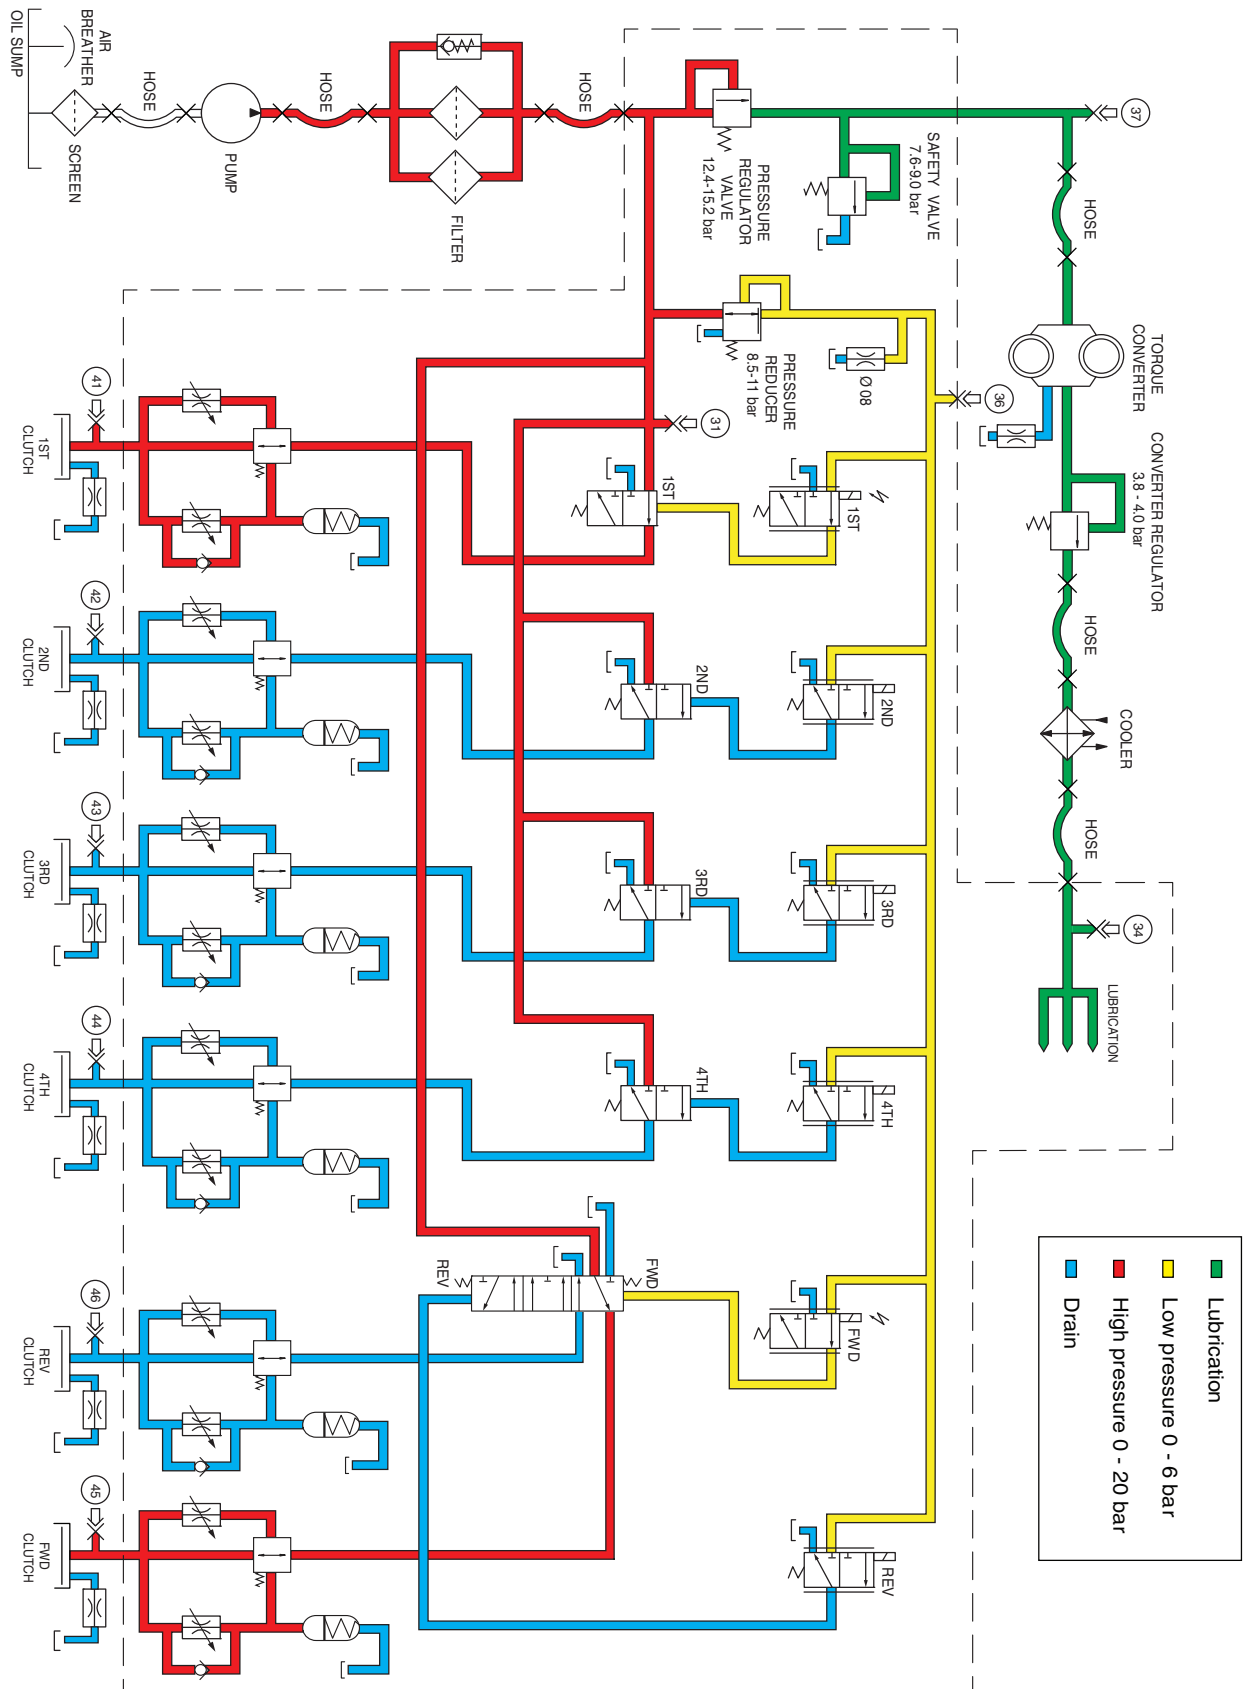 AIR
BREATHER
OIL SUMP
SCREEN
HOSE
PUMP
HOSE
FILTER
HOSE
PRESSURE
REGULATOR
VALVE
12.4-15.2 bar
SAFETY VALVE
7.6-9.0 bar
37
HOSE
TORQUE
CONVERTER
CONVERTER REGULATOR
3.8 - 4.0 bar
HOSE
COOLER
HOSE
34
LUBRICATION
PRESSURE
REDUCER
8.5-11 bar
Ø 08
36
31
1ST
2ND
3RD
4TH
FWD
REV
1ST
2ND
3RD
4TH
FWD
REV
41
1ST
CLUTCH
42
2ND
CLUTCH
43
3RD
CLUTCH
44
4TH
CLUTCH
46
REV
CLUTCH
45
FWD
CLUTCH
Lubrication
Low pressure 0 - 6 bar
High pressure 0 - 20 bar
Drain